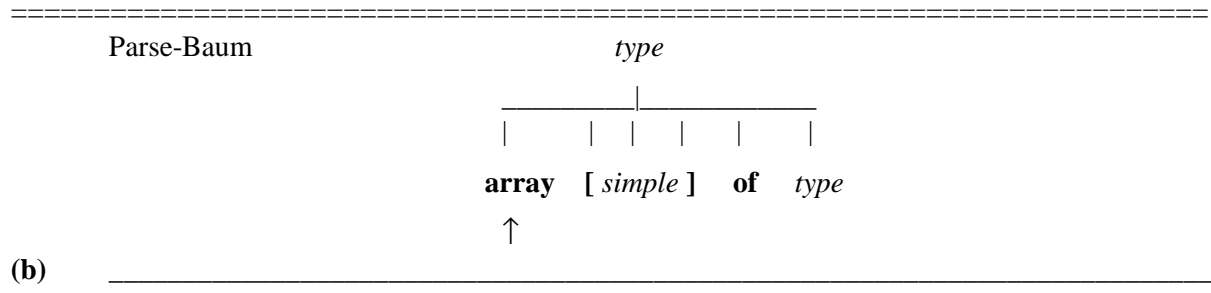 Parse-Baum type
array [ simple ] of type
↑
(b)